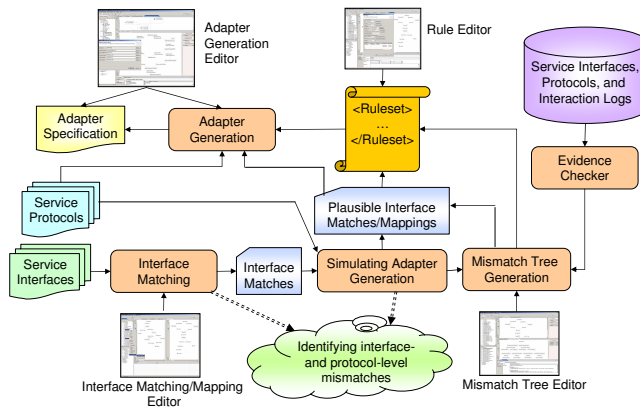 Adapter
Generation
Editor
Rule Editor
Service Interfaces,
Protocols, and
Interaction Logs
<Ruleset>
…
</Ruleset>
Adapter
Specification
Adapter
Generation
Evidence
Checker
Service
Protocols
Plausible Interface
Matches/Mappings
Service
Interfaces
Interface
Matching
Interface
Matches
Simulating Adapter
Generation
Mismatch Tree
Generation
Identifying interface-
and protocol-level
mismatches
Interface Matching/Mapping
Editor
Mismatch Tree Editor